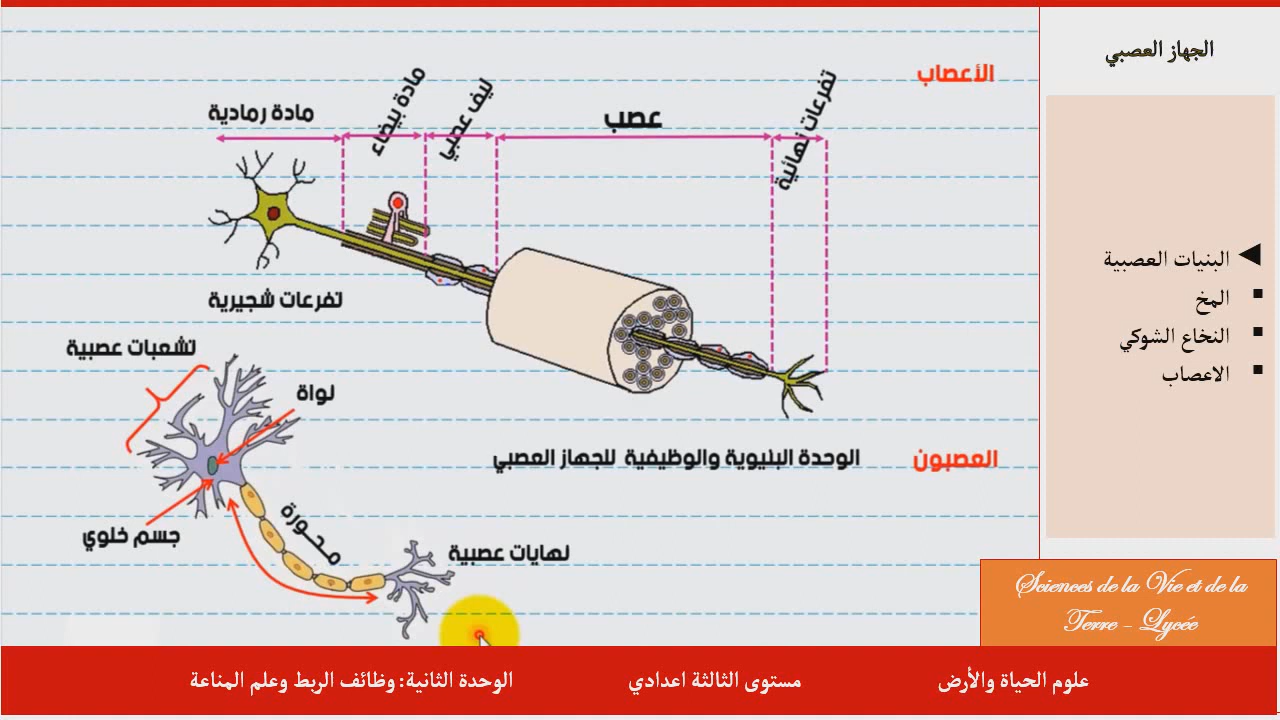 الجهاز العصبي
الأعصاب
تفرعات نهائية
عصب
ليف عصبي
مادة بيضاء
مادة رمادية
تفرعات شجيرية
البنيات العصبية
المخ
النخاع الشوكي
الاعصاب
العصبون
الوحدة البنيوية والوظيفية للجهاز العصبي
تشعبات عصبية
نواة
جسم خلوي
محورة
نهايات عصبية
Sciences de la Vie et de la
Terre - Lycée
علوم الحياة والأرض
مستوى الثالثة اعدادي
الوحدة الثانية: وظائف الربط وعلم المناعة